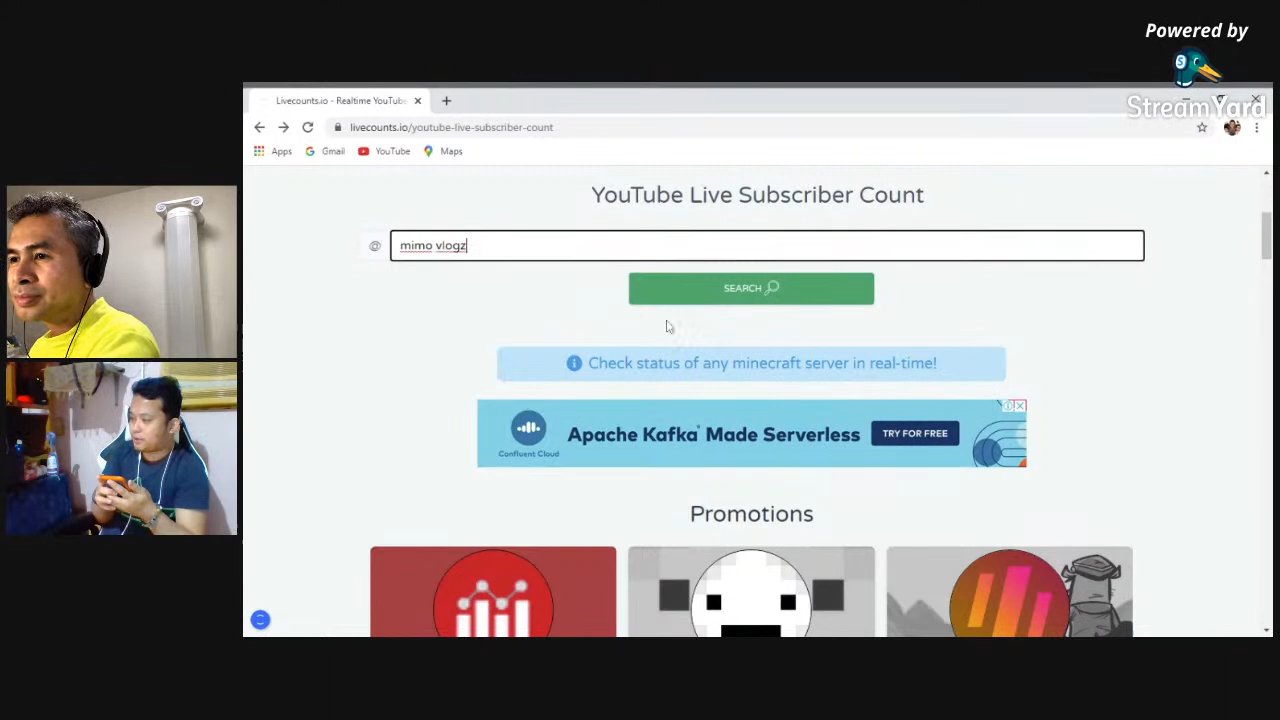 Powered by
StreamYard
Livecounts.io - Realtime YouTube
livecounts.io/youtube-live-subscriber-count
Apps Gmail YouTube Maps
YouTube Live Subscriber Count
@ mimo vlogz
SEARCH
Check status of any minecraft server in real-time!
Confluent Cloud
Apache Kafka® Made Serverless
TRY FOR FREE
Promotions